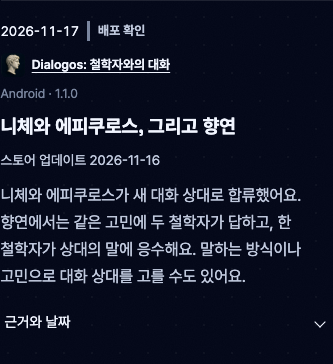 2026-11-17 배포 확인
Dialogos: 철학자와의 대화
Android · 1.1.0
니체와 에피쿠로스, 그리고 향연
스토어 업데이트 2026-11-16
니체와 에피쿠로스가 새 대화 상대로 합류했어요.
향연에서는 같은 고민에 두 철학자가 답하고, 한
철학자가 상대의 말에 응수해요. 말하는 방식이나
고민으로 대화 상대를 고를 수도 있어요.
근거와 날짜